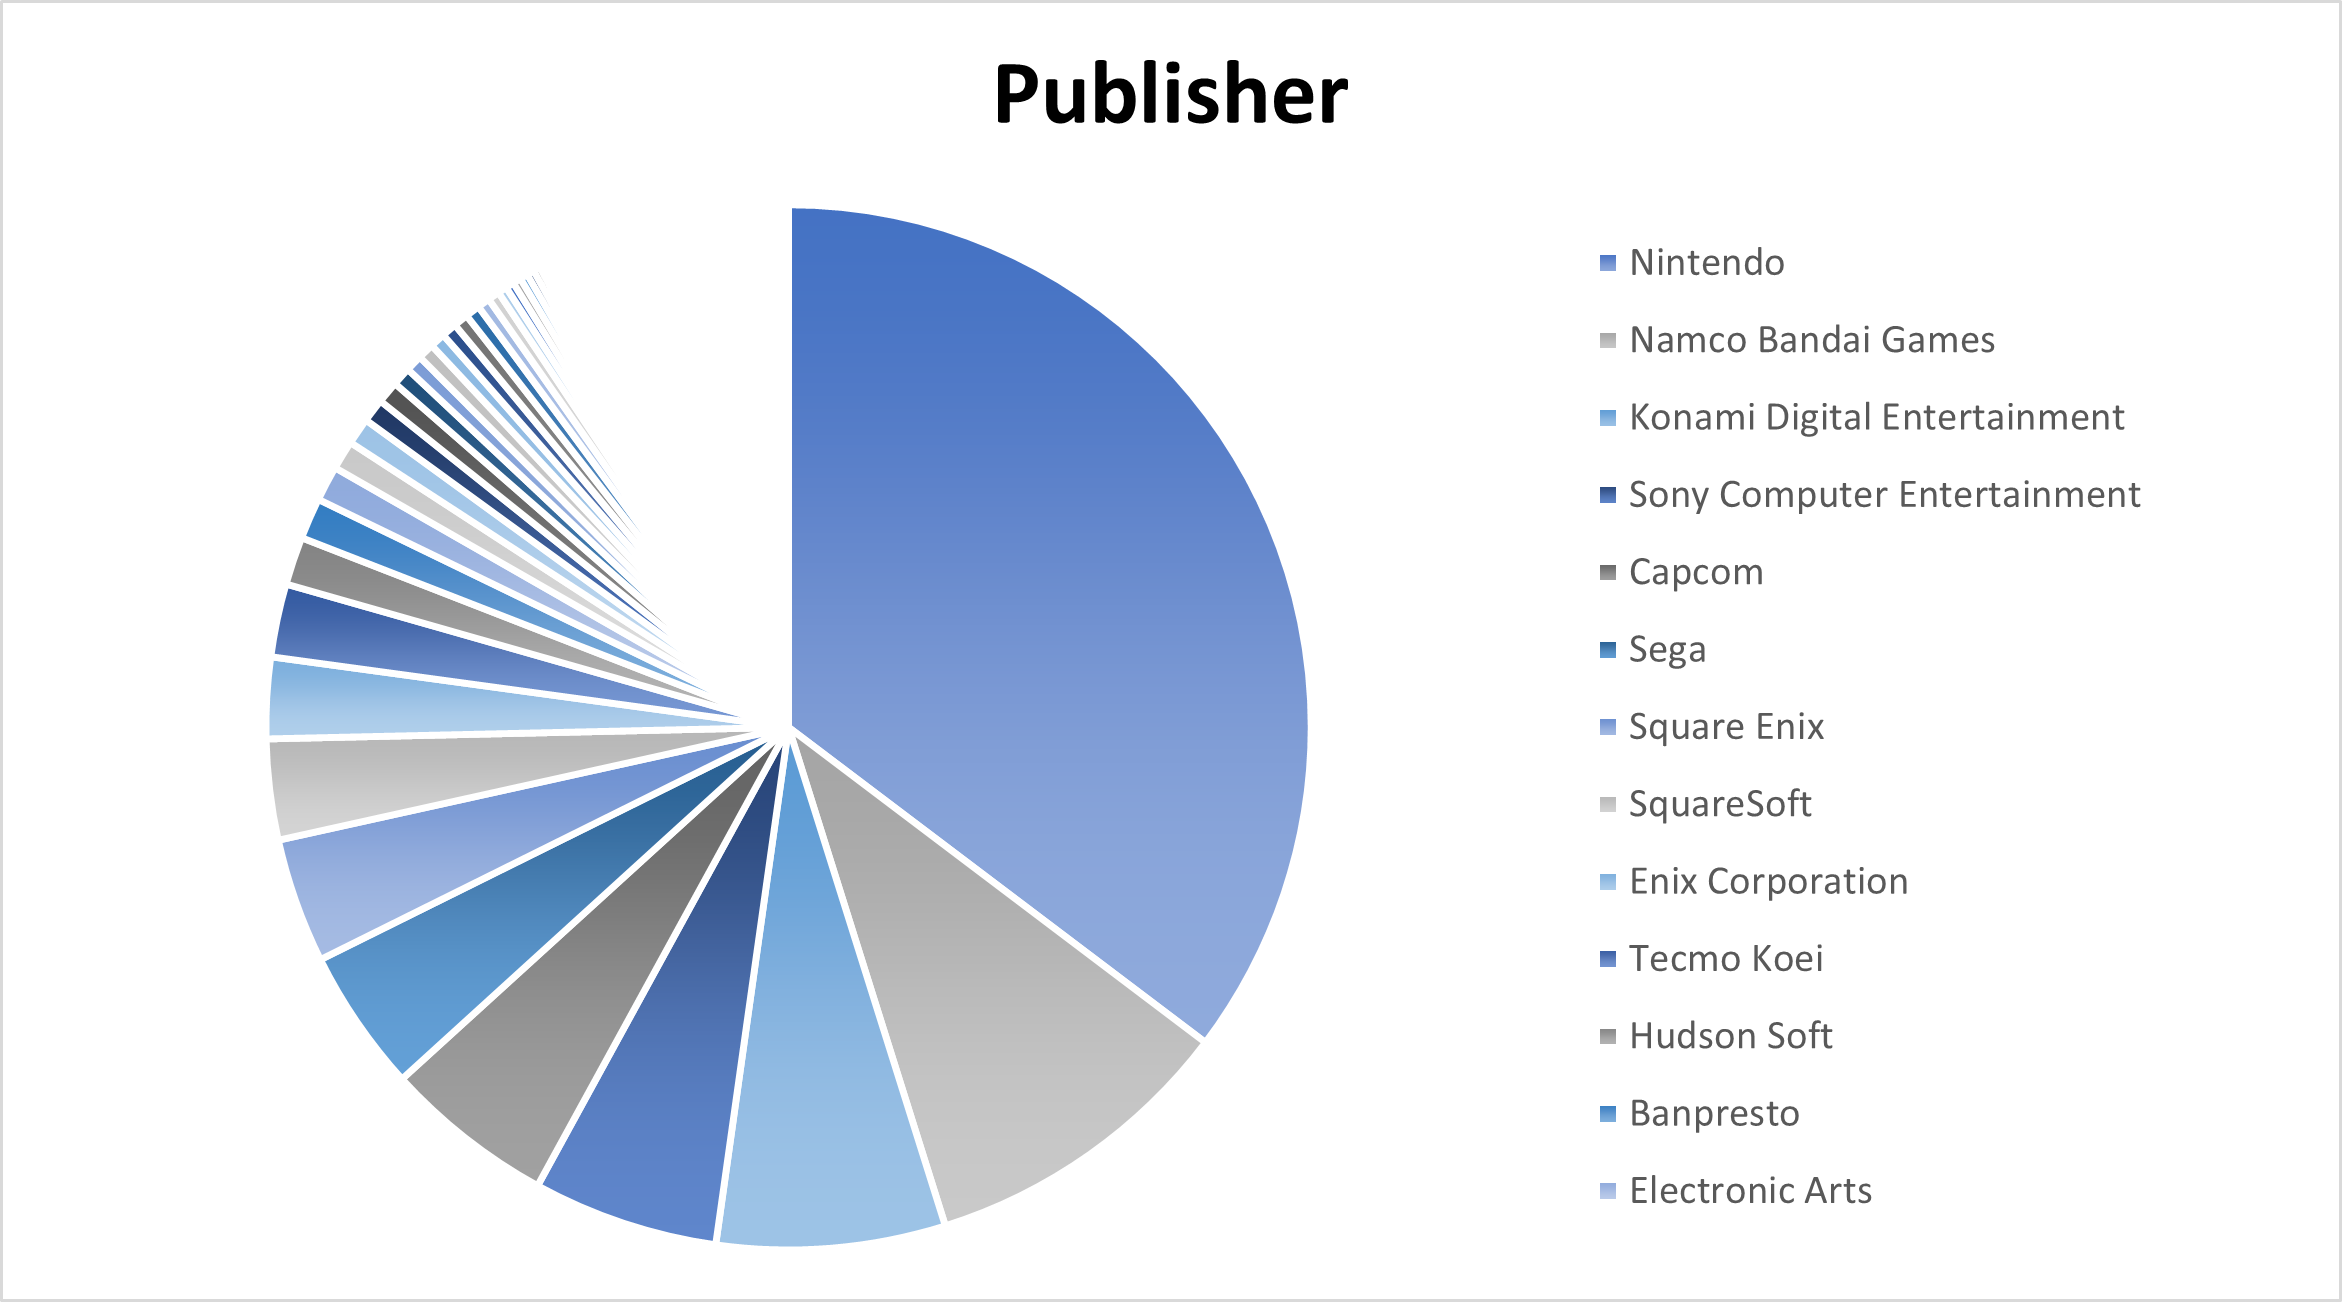 Publisher
Nintendo
Namco Bandai Games
Konami Digital Entertainment
Sony Computer Entertainment
Capcom
Sega
Square Enix
SquareSoft
Enix Corporation
Tecmo Koei
Hudson Soft
Banpresto
Electronic Arts